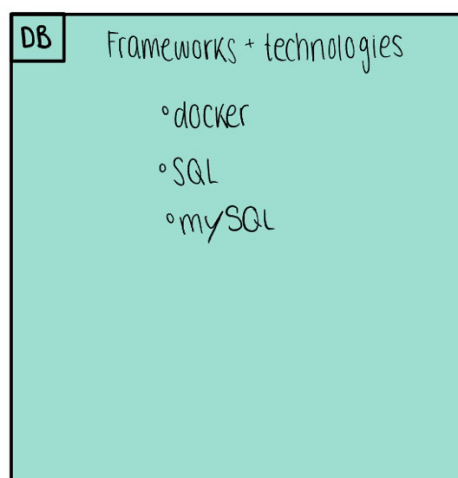 DB
Frameworks + technologies
° docker
° SQL
° mySQL